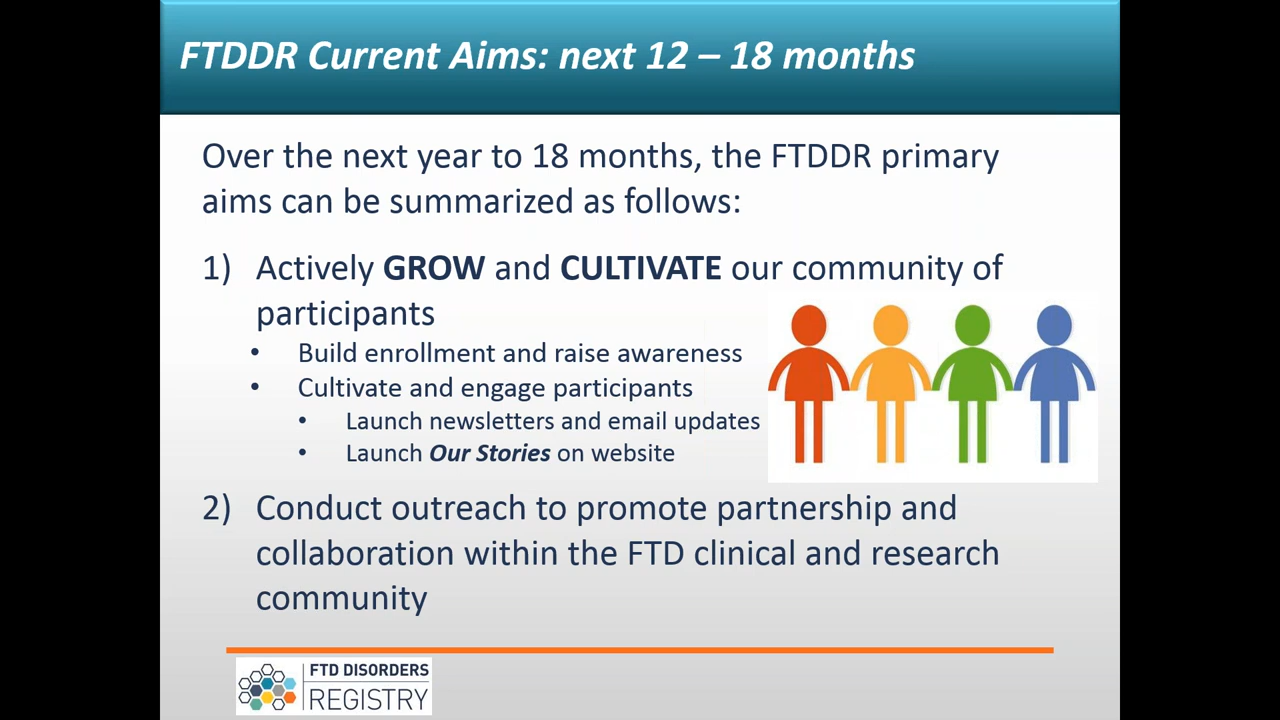 FTDDR Current Aims: next 12 – 18 months
Over the next year to 18 months, the FTDDR primary
aims can be summarized as follows:
1) Actively GROW and CULTIVATE our community of
participants
• Build enrollment and raise awareness
• Cultivate and engage participants
• Launch newsletters and email updates
• Launch Our Stories on website
2) Conduct outreach to promote partnership and
collaboration within the FTD clinical and research
community
FTD DISORDERS
REGISTRY